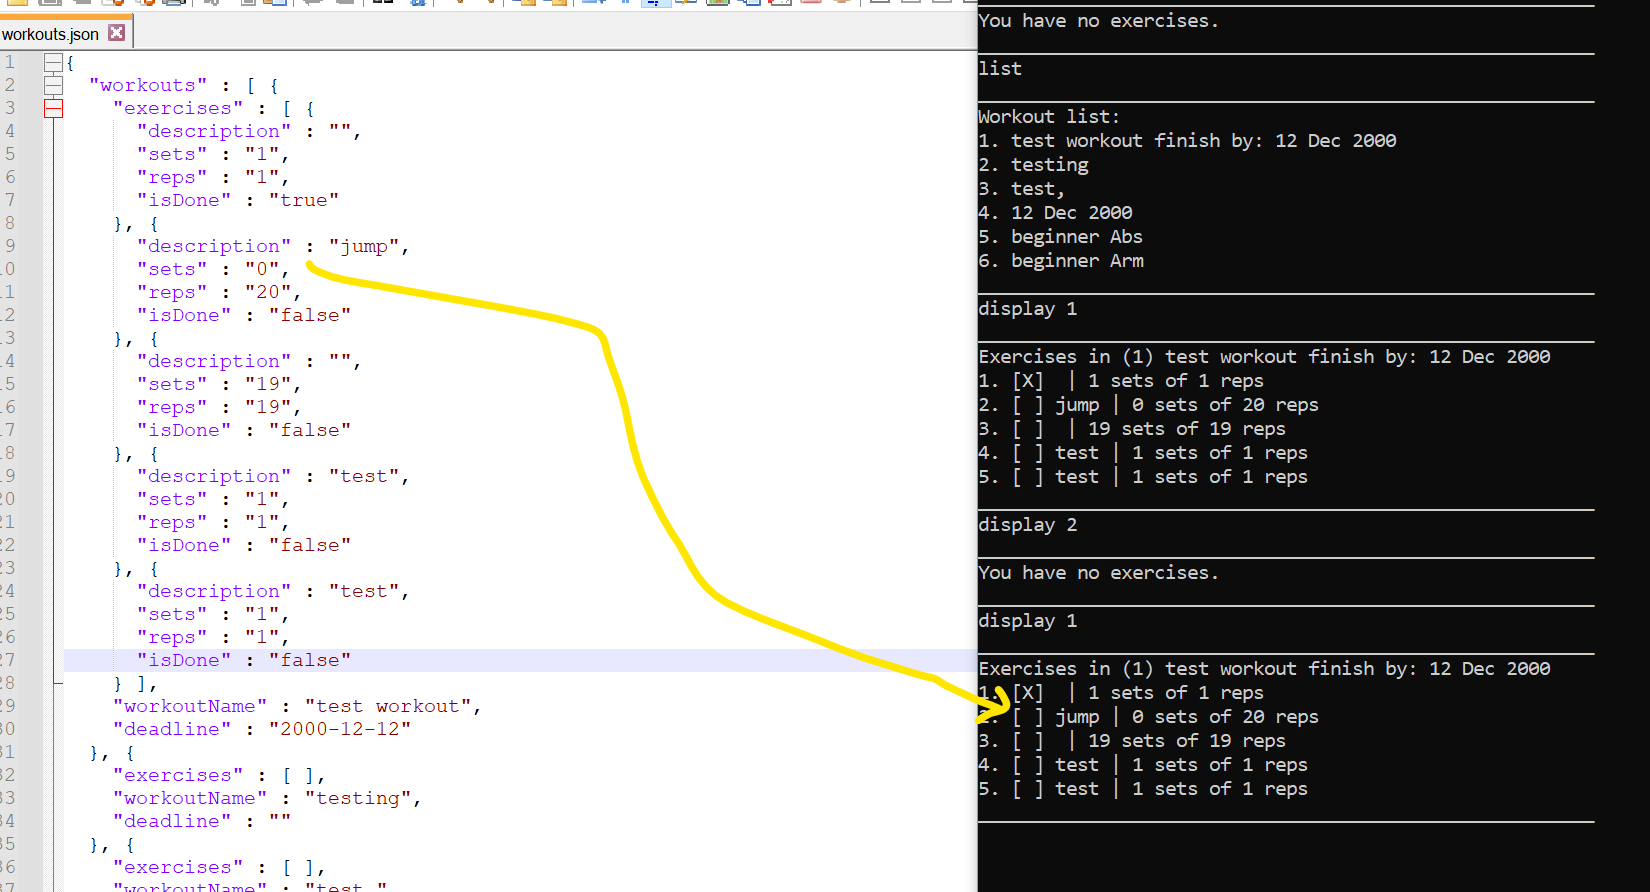 workouts.json
1 {
2 "workouts" : [ {
3 "exercises" : [ {
4 "description" : "",
5 "sets" : "1",
6 "reps" : "1",
7 "isDone" : "true"
8 }, {
9 "description" : "jump",
0 "sets" : "0",
1 "reps" : "20",
2 "isDone" : "false"
3 }, {
4 "description" : "",
5 "sets" : "19",
6 "reps" : "19",
7 "isDone" : "false"
8 }, {
9 "description" : "test",
20 "sets" : "1",
21 "reps" : "1",
22 "isDone" : "false"
23 }, {
24 "description" : "test",
25 "sets" : "1",
26 "reps" : "1",
27 "isDone" : "false"
28 } ],
29 "workoutName" : "test workout",
30 "deadline" : "2000-12-12"
31 }, {
32 "exercises" : [ ],
33 "workoutName" : "testing",
34 "deadline" : ""
35 }, {
36 "exercises" : [ ],
37 "workoutName" : "test "
You have no exercises.
list
Workout list:
1. test workout finish by: 12 Dec 2000
2. testing
3. test,
4. 12 Dec 2000
5. beginner Abs
6. beginner Arm
display 1
Exercises in (1) test workout finish by: 12 Dec 2000
1. [X]  | 1 sets of 1 reps
2. [ ] jump | 0 sets of 20 reps
3. [ ]  | 19 sets of 19 reps
4. [ ] test | 1 sets of 1 reps
5. [ ] test | 1 sets of 1 reps
display 2
You have no exercises.
display 1
Exercises in (1) test workout finish by: 12 Dec 2000
1. [X]  | 1 sets of 1 reps
2. [ ] jump | 0 sets of 20 reps
3. [ ]  | 19 sets of 19 reps
4. [ ] test | 1 sets of 1 reps
5. [ ] test | 1 sets of 1 reps